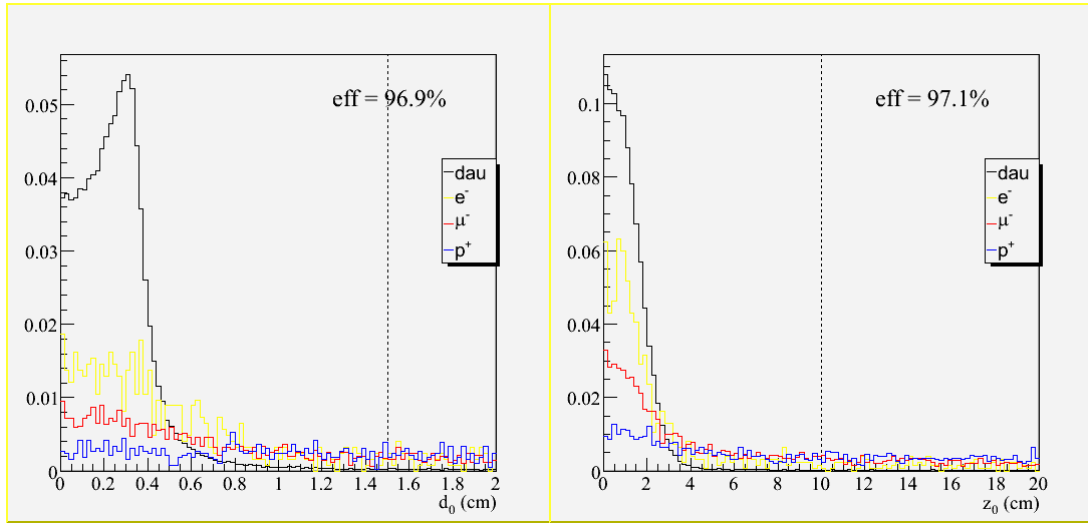 eff = 96.9%
0.05
0.04
0.03
0.02
0.01
0
dau
e-
μ-
p+
0 0.2 0.4 0.6 0.8 1 1.2 1.4 1.6 1.8 2
d0 (cm)
eff = 97.1%
0.1
0.08
0.06
0.04
0.02
0
dau
e-
μ-
p+
0 2 4 6 8 10 12 14 16 18 20
z0 (cm)